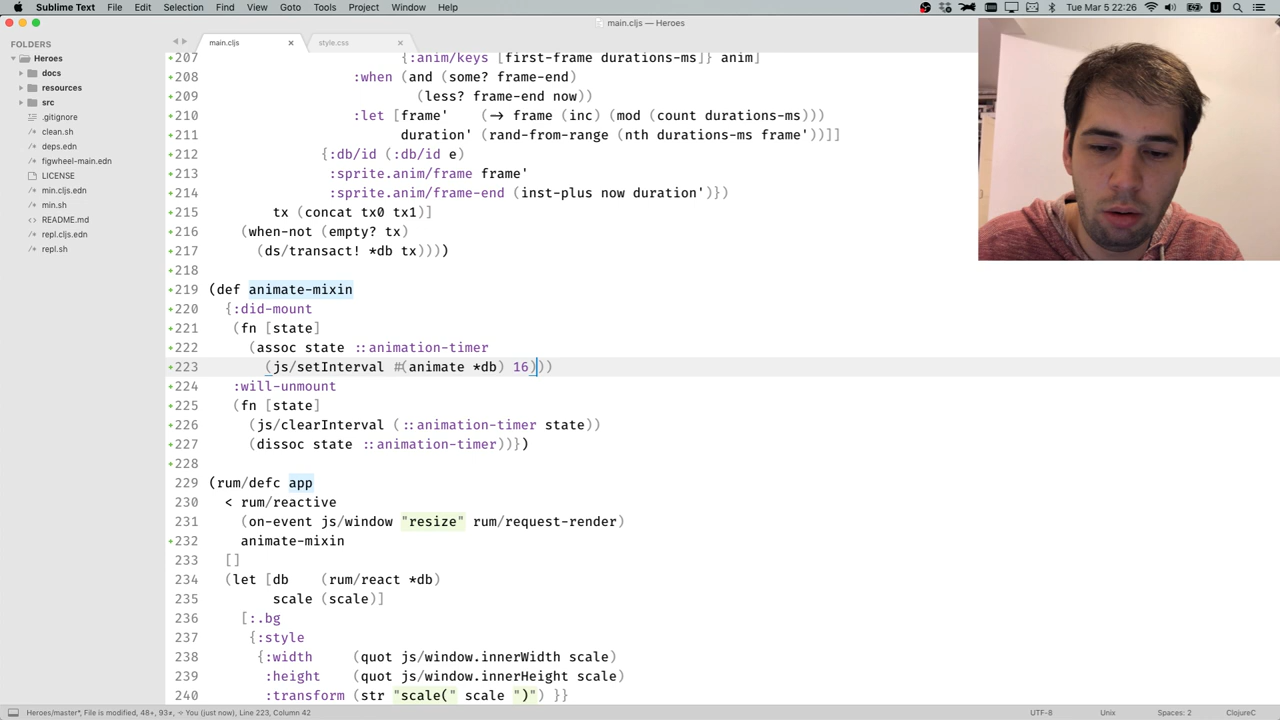 Sublime Text File Edit Selection Find View Goto Tools Project Window Help
Tue Mar 5 22:26
main.cljs — Heroes
FOLDERS
Heroes
docs
resources
src
.gitignore
clean.sh
deps.edn
figwheel-main.edn
LICENSE
min.cljs.edn
min.sh
README.md
repl.cljs.edn
repl.sh
main.cljs
style.css
207 {:anim/keys [first-frame durations-ms]} anim]
208 :when (and (some? frame-end)
209 (less? frame-end now))
210 :let [frame' (-> frame (inc) (mod (count durations-ms)))
211 duration' (rand-from-range (nth durations-ms frame'))]]
212 {:db/id (:db/id e)
213 :sprite.anim/frame frame'
214 :sprite.anim/frame-end (inst-plus now duration')})
215 tx (concat tx0 tx1)]
216 (when-not (empty? tx)
217 (ds/transact! *db tx))))
218
219 (def animate-mixin
220 {:did-mount
221 (fn [state]
222 (assoc state ::animation-timer
223 (js/setInterval #(animate *db) 16)))
224 :will-unmount
225 (fn [state]
226 (js/clearInterval (::animation-timer state))
227 (dissoc state ::animation-timer))})
228
229 (rum/defc app
230 < rum/reactive
231 (on-event js/window "resize" rum/request-render)
232 animate-mixin
233 []
234 (let [db (rum/react *db)
235 scale (scale)]
236 [:.bg
237 {:style
238 {:width (quot js/window.innerWidth scale)
239 :height (quot js/window.innerHeight scale)
240 :transform (str "scale(" scale ")") }}
Heroes/master*, File is modified, 48+, 93≠, → You (just now), Line 223, Column 42
UTF-8
Unix
Spaces: 2
ClojureC